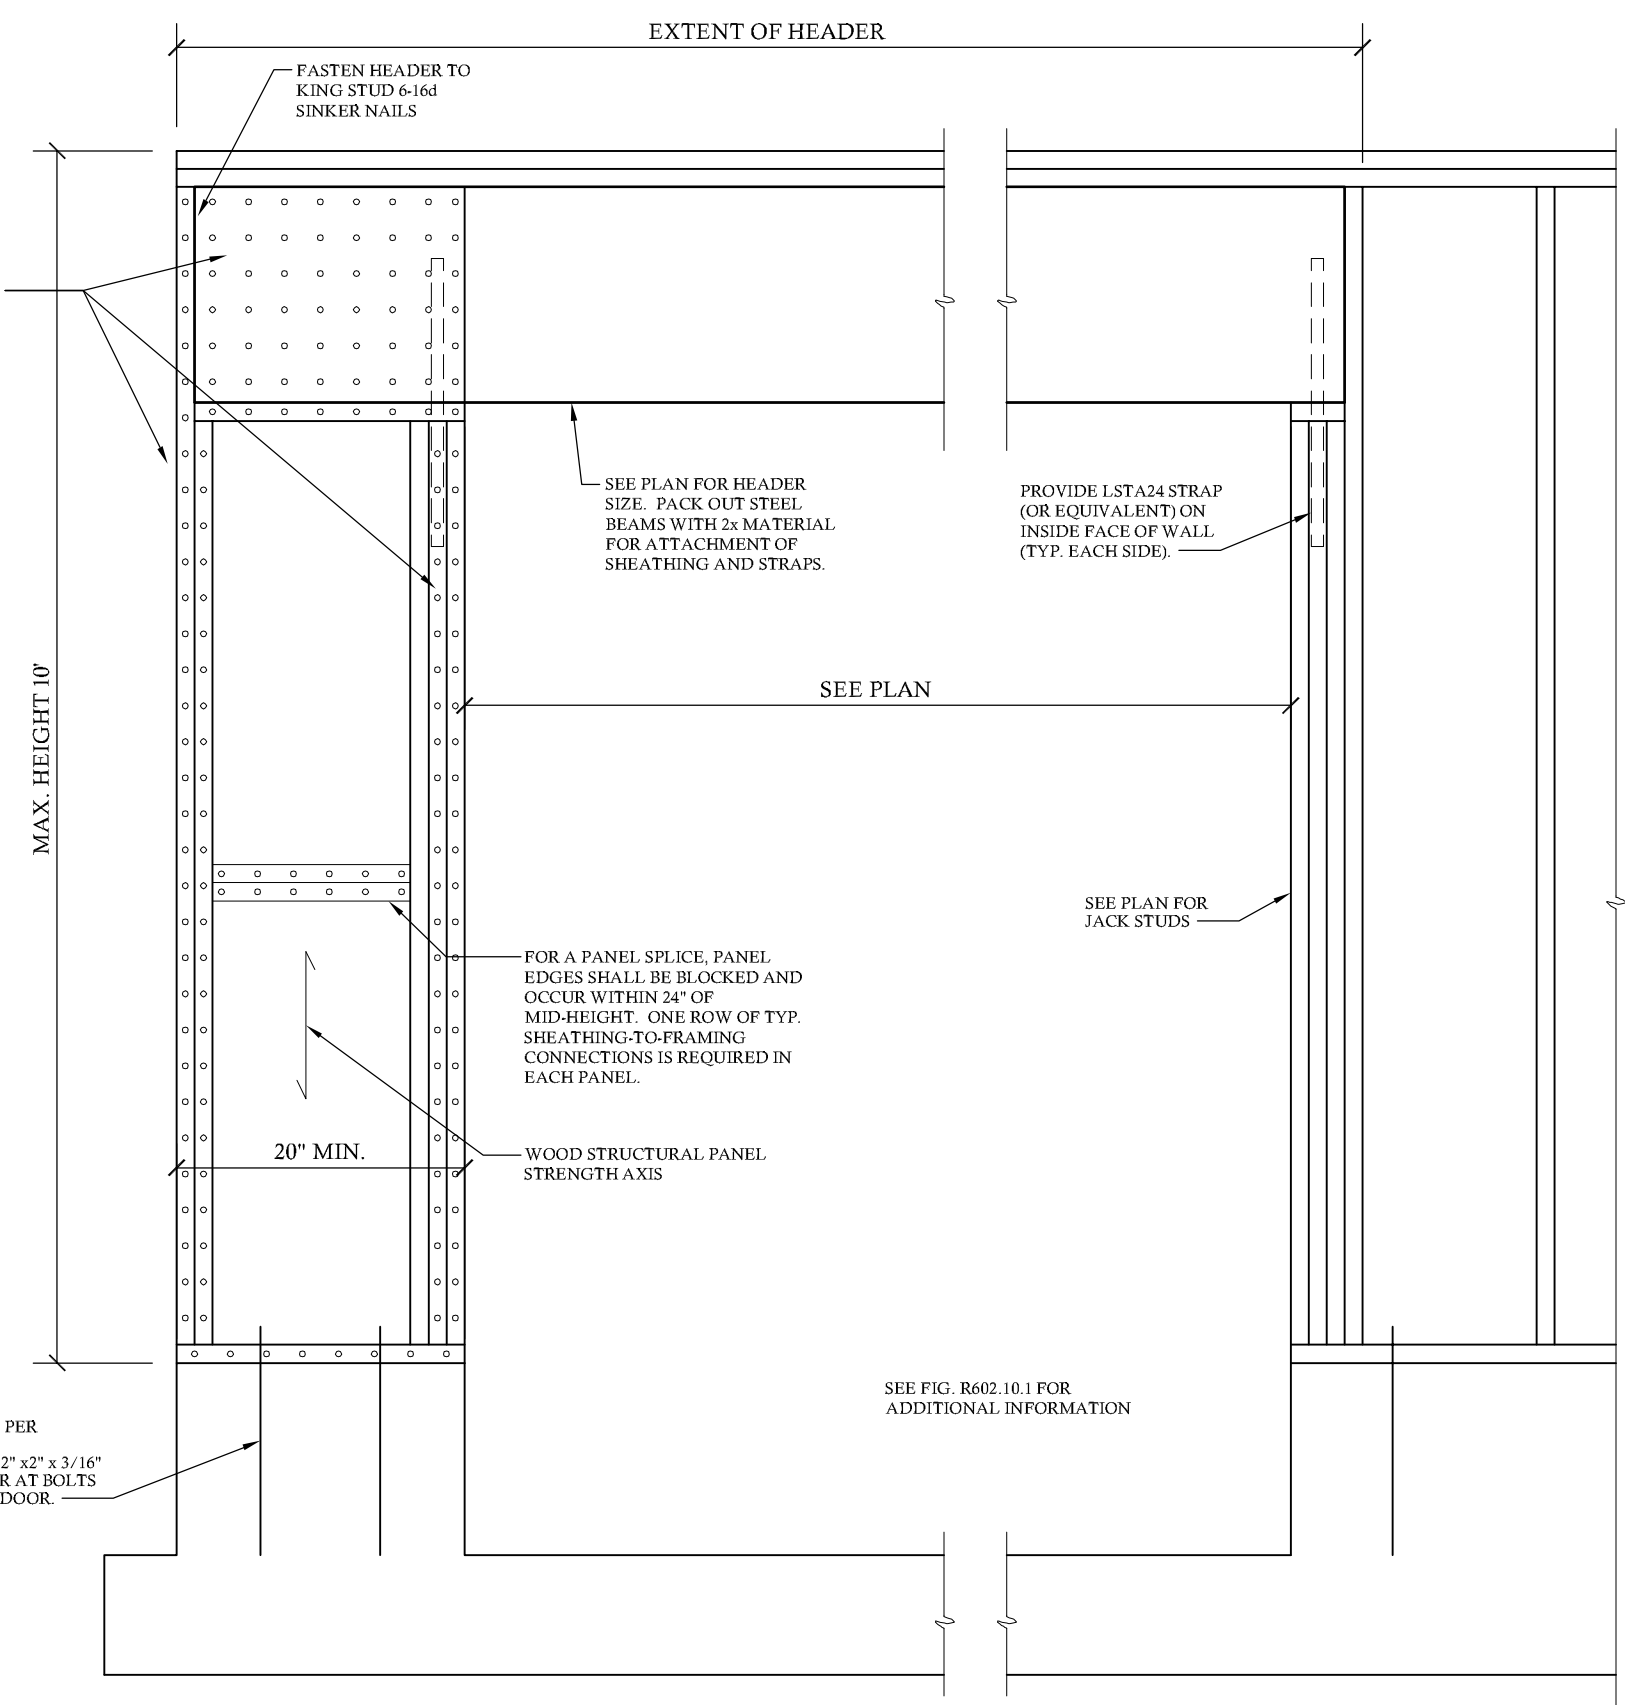 EXTENT OF HEADER
FASTEN HEADER TO
KING STUD 6-16d
SINKER NAILS
SEE PLAN FOR HEADER
SIZE. PACK OUT STEEL
BEAMS WITH 2x MATERIAL
FOR ATTACHMENT OF
SHEATHING AND STRAPS.
PROVIDE LSTA24 STRAP
(OR EQUIVALENT) ON
INSIDE FACE OF WALL
(TYP. EACH SIDE).
MAX. HEIGHT 10'
SEE PLAN
SEE PLAN FOR
JACK STUDS
FOR A PANEL SPLICE, PANEL
EDGES SHALL BE BLOCKED AND
OCCUR WITHIN 24" OF
MID-HEIGHT. ONE ROW OF TYP.
SHEATHING-TO-FRAMING
CONNECTIONS IS REQUIRED IN
EACH PANEL.
20" MIN.
WOOD STRUCTURAL PANEL
STRENGTH AXIS
SEE FIG. R602.10.1 FOR
ADDITIONAL INFORMATION
PER
2" x2" x 3/16"
R AT BOLTS
DOOR.